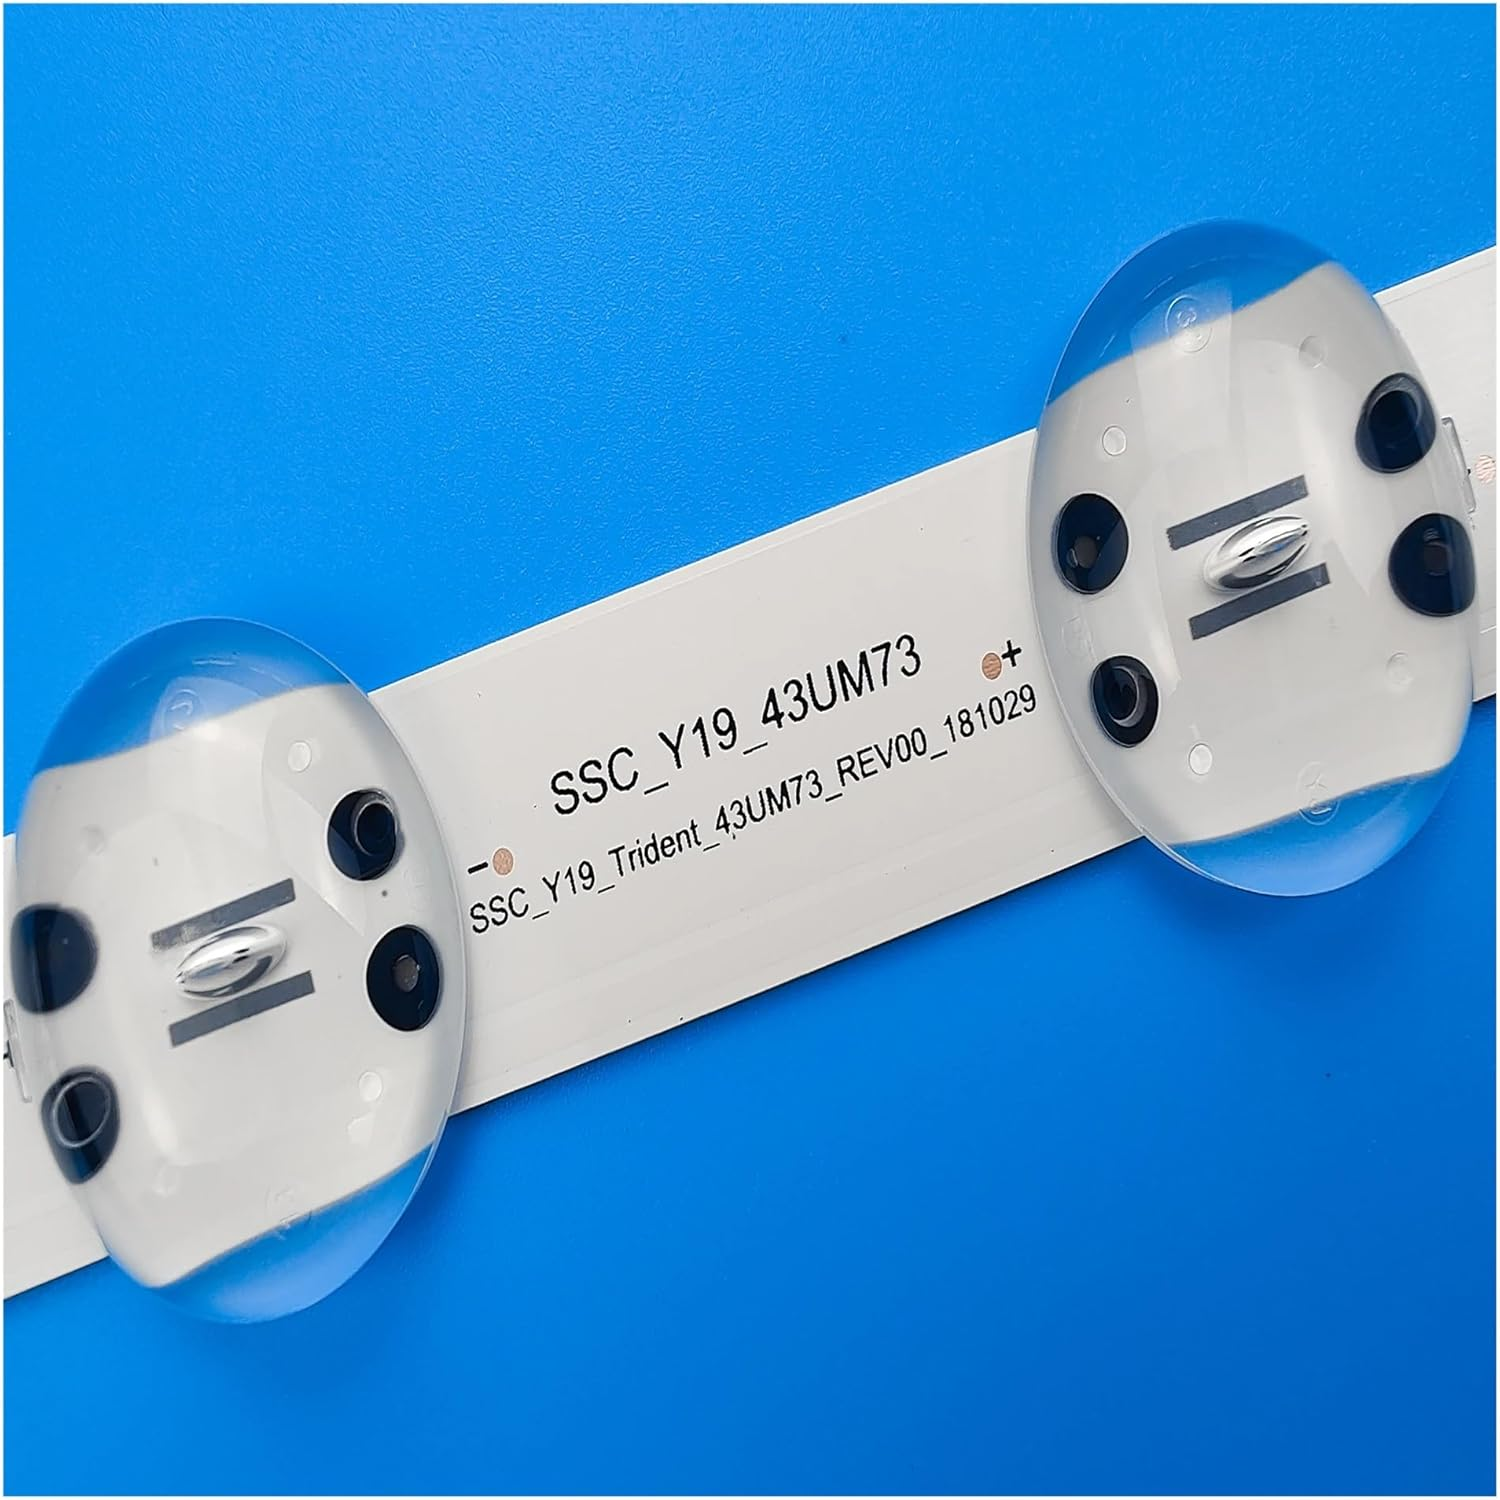 SSC_Y19_43UM73
- +
SSC_Y19_Trident_43UM73_REV00_181029